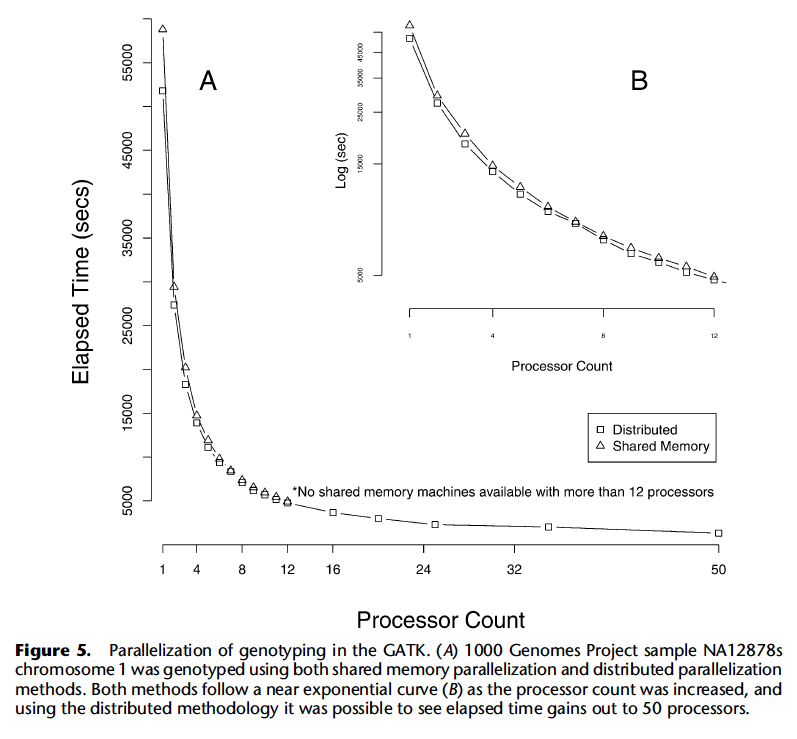 A
B
Elapsed Time (secs)
55000
45000
35000
25000
15000
5000
Log (sec)
45000
35000
25000
15000
5000
1 4 8 12
Processor Count
Distributed
Shared Memory
*No shared memory machines available with more than 12 processors
1 4 8 12 16 24 32 50
Processor Count
Figure 5. Parallelization of genotyping in the GATK. (A) 1000 Genomes Project sample NA12878s
chromosome 1 was genotyped using both shared memory parallelization and distributed parallelization
methods. Both methods follow a near exponential curve (B) as the processor count was increased, and
using the distributed methodology it was possible to see elapsed time gains out to 50 processors.